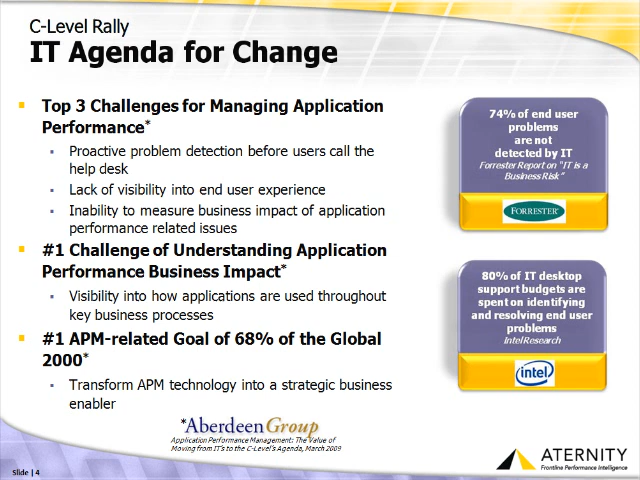 C-Level Rally
IT Agenda for Change
Top 3 Challenges for Managing Application
Performance*
Proactive problem detection before users call the
help desk
Lack of visibility into end user experience
Inability to measure business impact of application
performance related issues
#1 Challenge of Understanding Application
Performance Business Impact*
Visibility into how applications are used throughout
key business processes
#1 APM-related Goal of 68% of the Global
2000*
Transform APM technology into a strategic business
enabler
*AberdeenGroup
Application Performance Management: The Value of
Moving from IT's to the C-Level's Agenda, March 2009
74% of end user
problems
are not
detected by IT
Forrester Report on "IT is a
Business Risk"
FORRESTER
80% of IT desktop
support budgets are
spent on identifying
and resolving end user
problems
Intel Research
intel
Slide | 4
ATERNITY
Frontline Performance Intelligence